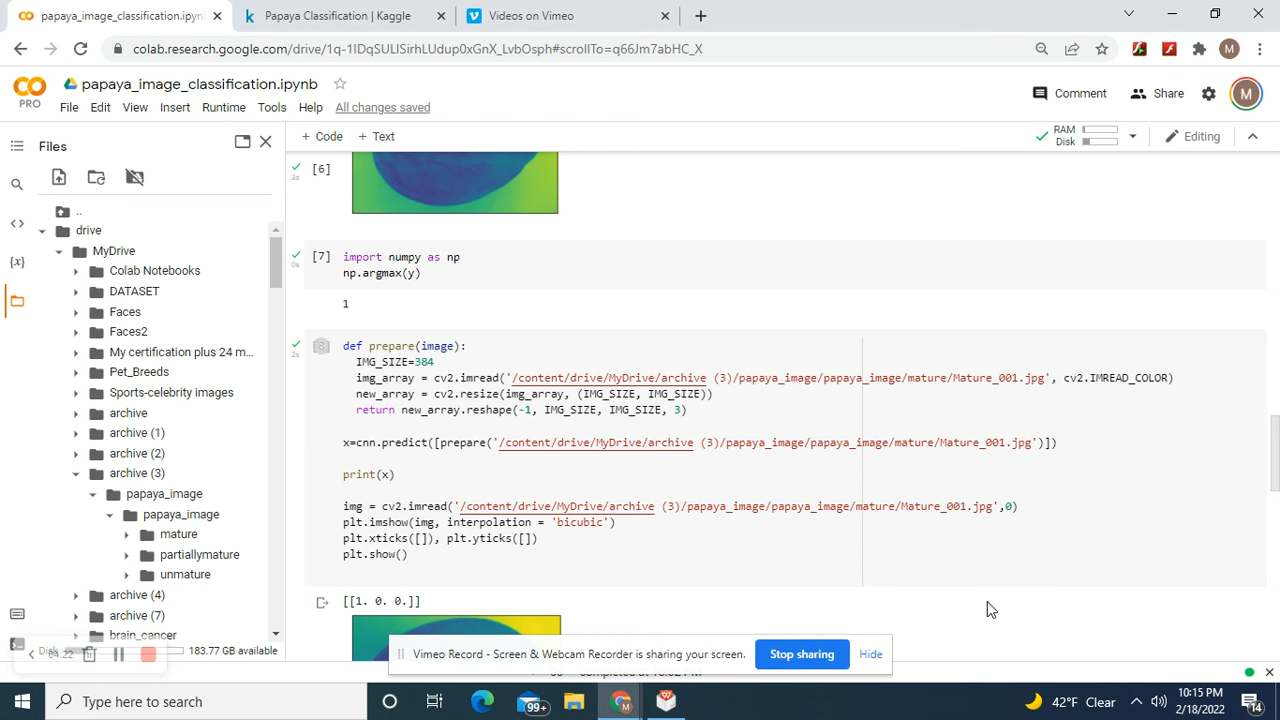 papaya_image_classification.ipyn
Papaya Classification | Kaggle
Videos on Vimeo
colab.research.google.com/drive/1q-1IDqSULlSirhLUdup0xGnX_LvbOsph#scrollTo=q66Jm7abHC_X
M
CO
PRO
papaya_image_classification.ipynb
File Edit View Insert Runtime Tools Help All changes saved
Comment Share M
Files
+ Code + Text
RAM
Disk
Editing
..
drive
MyDrive
Colab Notebooks
DATASET
Faces
Faces2
My certification plus 24 m...
Pet_Breeds
Sports-celebrity images
archive
archive (1)
archive (2)
archive (3)
papaya_image
papaya_image
mature
partiallymature
unmature
archive (4)
archive (7)
brain_cancer
Disk 183.77 GB available
[6]
3s
[7]
0s
import numpy as np
np.argmax(y)
1
2s
def prepare(image):
IMG_SIZE=384
img_array = cv2.imread('/content/drive/MyDrive/archive (3)/papaya_image/papaya_image/mature/Mature_001.jpg', cv2.IMREAD_COLOR)
new_array = cv2.resize(img_array, (IMG_SIZE, IMG_SIZE))
return new_array.reshape(-1, IMG_SIZE, IMG_SIZE, 3)
x=cnn.predict([prepare('/content/drive/MyDrive/archive (3)/papaya_image/papaya_image/mature/Mature_001.jpg')])
print(x)
img = cv2.imread('/content/drive/MyDrive/archive (3)/papaya_image/papaya_image/mature/Mature_001.jpg',0)
plt.imshow(img, interpolation = 'bicubic')
plt.xticks([]), plt.yticks([])
plt.show()
[[1. 0. 0.]]
Vimeo Record - Screen & Webcam Recorder is sharing your screen. Stop sharing Hide
Type here to search
99+
42°F Clear
10:15 PM
2/18/2022
14